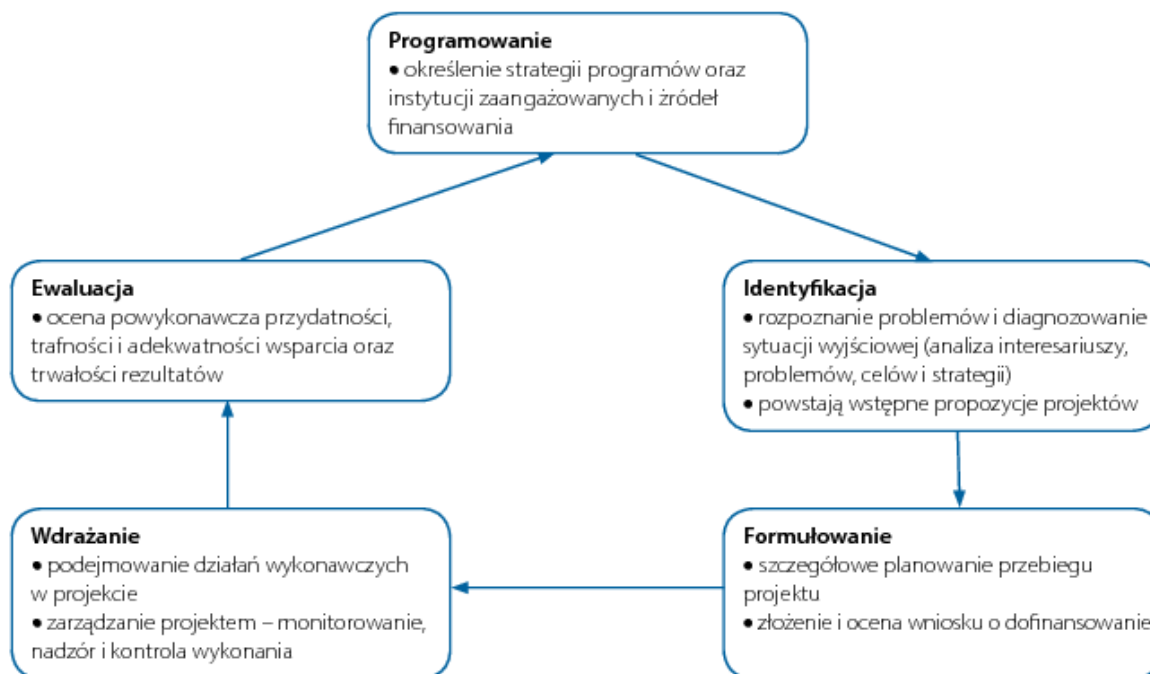 Programowanie
• określenie strategii programów oraz
instytucji zaangażowanych i źródeł
finansowania
Ewaluacja
• ocena powykonawcza przydatności,
trafności i adekwatności wsparcia oraz
trwałości rezultatów
Identyfikacja
• rozpoznanie problemów i diagnozowanie
sytuacji wyjściowej (analiza interesariuszy,
problemów, celów i strategii)
• powstają wstępne propozycje projektów
Wdrażanie
• podejmowanie działań wykonawczych
w projekcie
• zarządzanie projektem – monitorowanie,
nadzór i kontrola wykonania
Formułowanie
• szczegółowe planowanie przebiegu
projektu
• złożenie i ocena wniosku o dofinansowanie